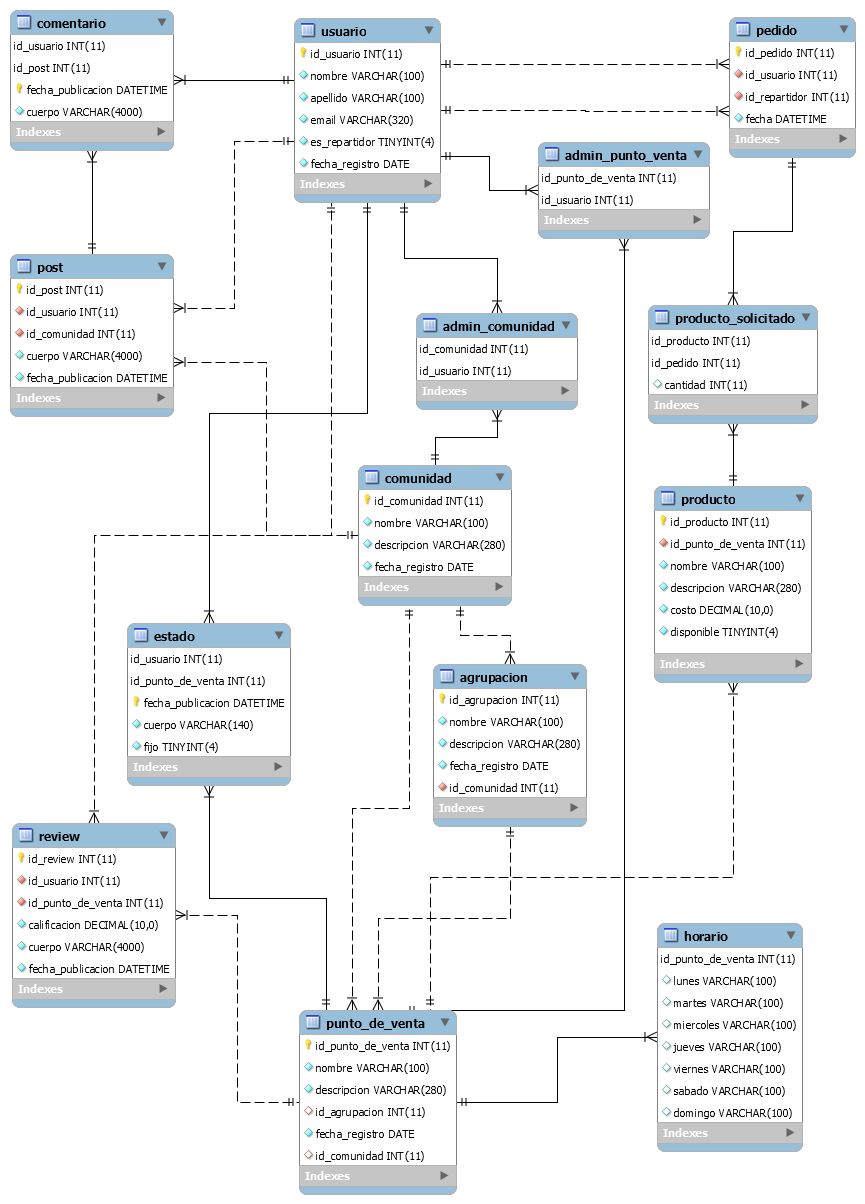 comentario
id_usuario INT(11)
id_post INT(11)
fecha_publicacion DATETIME
cuerpo VARCHAR(4000)
Indexes
usuario
id_usuario INT(11)
nombre VARCHAR(100)
apellido VARCHAR(100)
email VARCHAR(320)
es_repartidor TINYINT(4)
fecha_registro DATE
Indexes
pedido
id_pedido INT(11)
id_usuario INT(11)
id_repartidor INT(11)
fecha DATETIME
Indexes
admin_punto_venta
id_punto_de_venta INT(11)
id_usuario INT(11)
Indexes
post
id_post INT(11)
id_usuario INT(11)
id_comunidad INT(11)
cuerpo VARCHAR(4000)
fecha_publicacion DATETIME
Indexes
admin_comunidad
id_comunidad INT(11)
id_usuario INT(11)
Indexes
producto_solicitado
id_producto INT(11)
id_pedido INT(11)
cantidad INT(11)
Indexes
comunidad
id_comunidad INT(11)
nombre VARCHAR(100)
descripcion VARCHAR(280)
fecha_registro DATE
Indexes
producto
id_producto INT(11)
id_punto_de_venta INT(11)
nombre VARCHAR(100)
descripcion VARCHAR(280)
costo DECIMAL(10,0)
disponible TINYINT(4)
Indexes
estado
id_usuario INT(11)
id_punto_de_venta INT(11)
fecha_publicacion DATETIME
cuerpo VARCHAR(140)
fijo TINYINT(4)
Indexes
agrupacion
id_agrupacion INT(11)
nombre VARCHAR(100)
descripcion VARCHAR(280)
fecha_registro DATE
id_comunidad INT(11)
Indexes
review
id_review INT(11)
id_usuario INT(11)
id_punto_de_venta INT(11)
calificacion DECIMAL(10,0)
cuerpo VARCHAR(4000)
fecha_publicacion DATETIME
Indexes
horario
id_punto_de_venta INT(11)
lunes VARCHAR(100)
martes VARCHAR(100)
miercoles VARCHAR(100)
jueves VARCHAR(100)
viernes VARCHAR(100)
sabado VARCHAR(100)
domingo VARCHAR(100)
Indexes
punto_de_venta
id_punto_de_venta INT(11)
nombre VARCHAR(100)
descripcion VARCHAR(280)
id_agrupacion INT(11)
fecha_registro DATE
id_comunidad INT(11)
Indexes